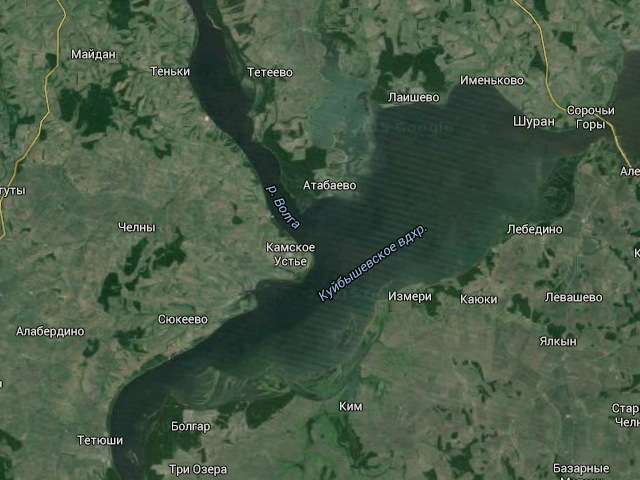 Майдан
Теньки
Тетеево
Именьково
Лаишево
Сорочьи
Горы
Шуран
Атабаево
р. Волга
Челны
Лебедино
Камское
Устье
Куйбышевское вдхр.
Измери
Каюки
Левашево
Сюкеево
Алабердино
Ялкын
Ким
Болгар
Тетюши
Три Озера
Базарные